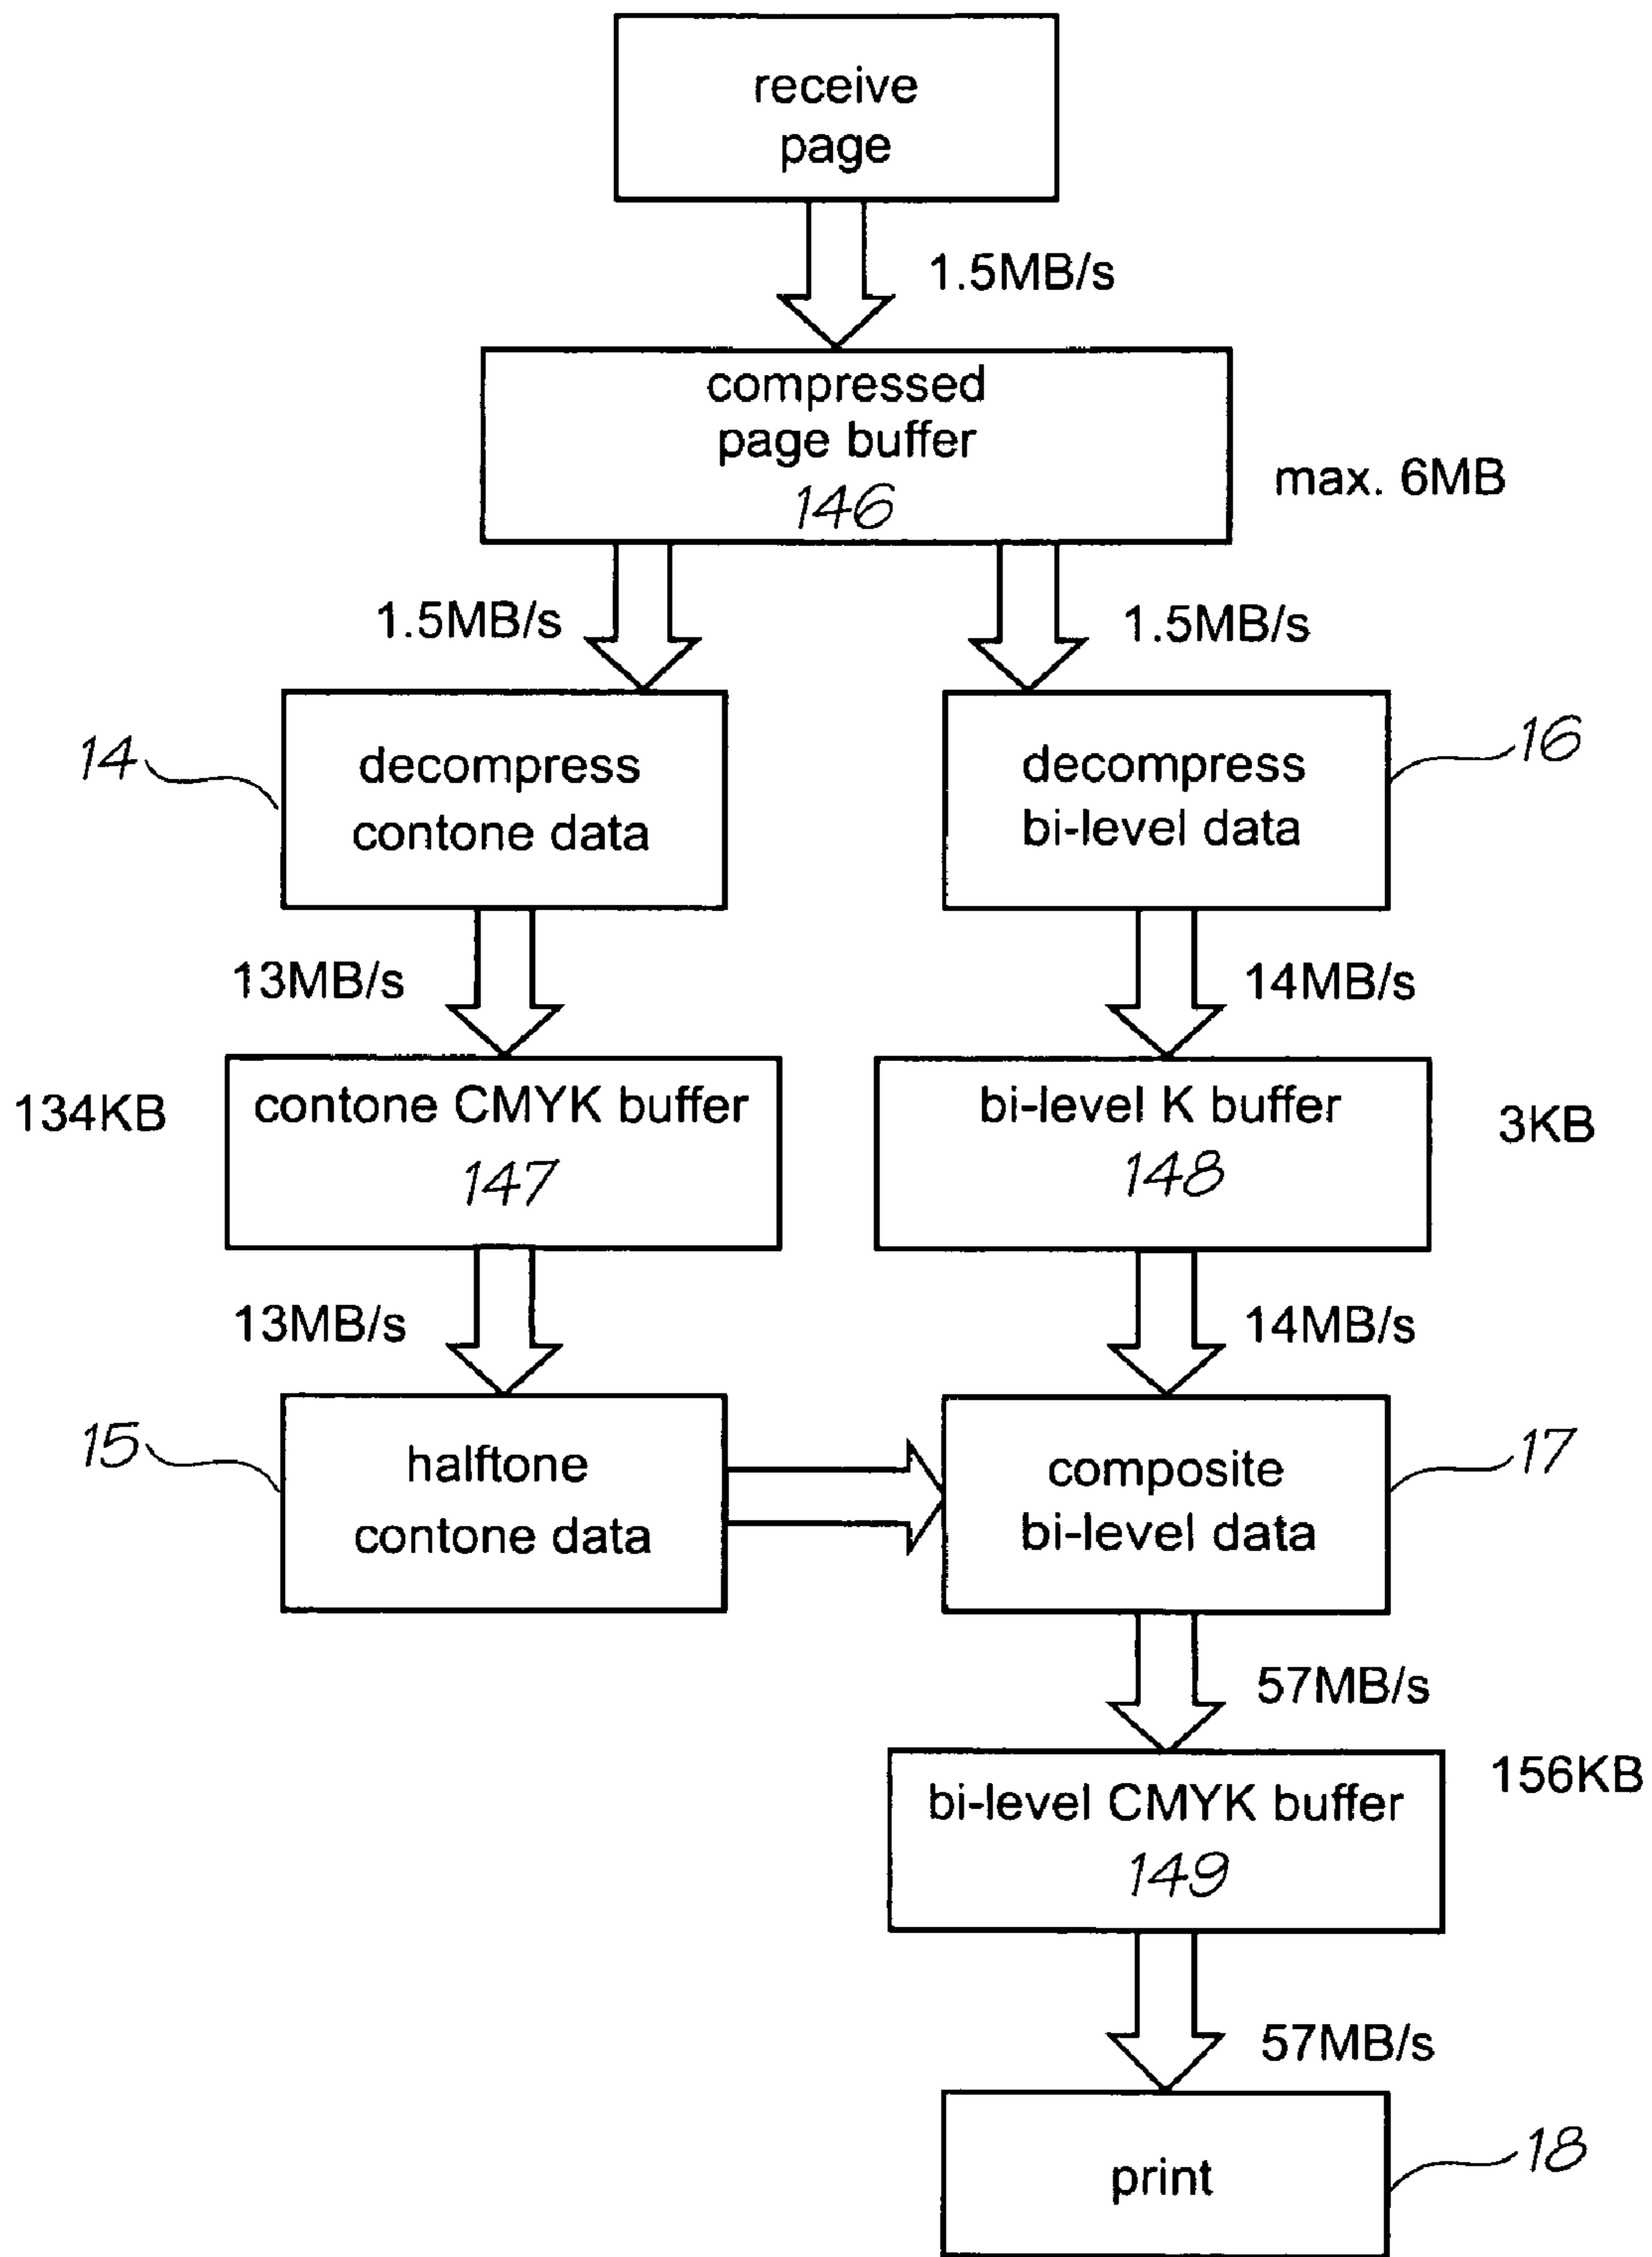 receive
page
1.5MB/s
compressed
page buffer
146
max. 6MB
1.5MB/s
1.5MB/s
14
decompress
contone data
decompress
bi-level data
16
13MB/s
14MB/s
134KB
contone CMYK buffer
147
bi-level K buffer
148
3KB
13MB/s
14MB/s
15
halftone
contone data
composite
bi-level data
17
57MB/s
bi-level CMYK buffer
149
156KB
57MB/s
print
18